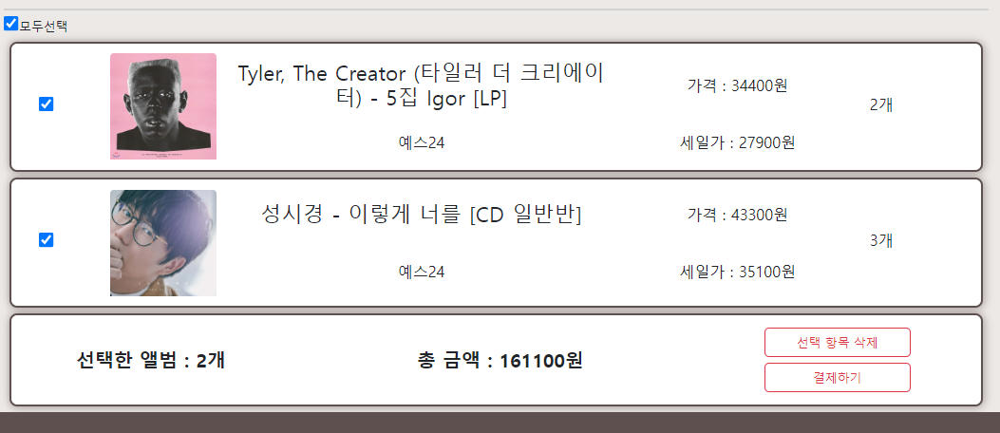 모두선택
Tyler, The Creator (타일러 더 크리에이
터) - 5집 Igor [LP]
가격 : 34400원
2개
예스24
세일가 : 27900원
성시경 - 이렇게 너를 [CD 일반반]
가격 : 43300원
3개
예스24
세일가 : 35100원
선택한 앨범 : 2개
총 금액 : 161100원
선택 항목 삭제
결제하기